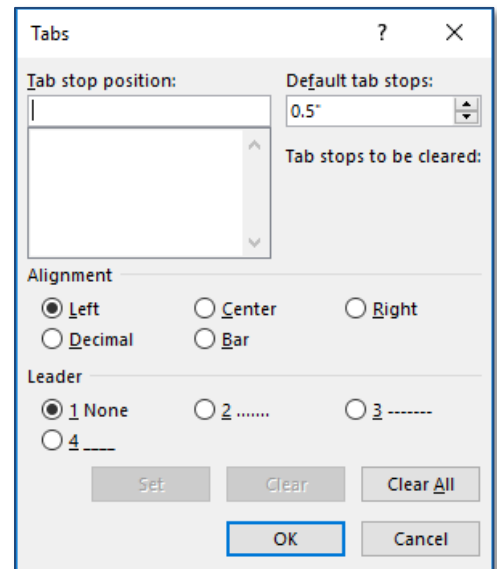 Tabs ?
Tab stop position: Default tab stops:
0.5"
Tab stops to be cleared:
Alignment
Left Center Right
Decimal Bar
Leader
1 None 2 ....... 3 -------
4 ____
Set Clear Clear All
OK Cancel